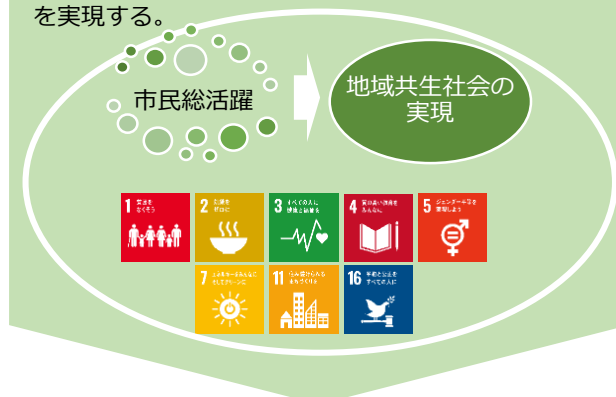 を実現する。
市民総活躍
地域共生社会の
実現
1 貧困を
なくそう
2 飢餓を
ゼロに
3 すべての人に
健康と福祉を
4 質の高い教育を
みんなに
5 ジェンダー平等を
実現しよう
7 エネルギーをみんなに
そしてクリーンに
11 住み続けられる
まちづくりを
16 平和と公正を
すべての人に